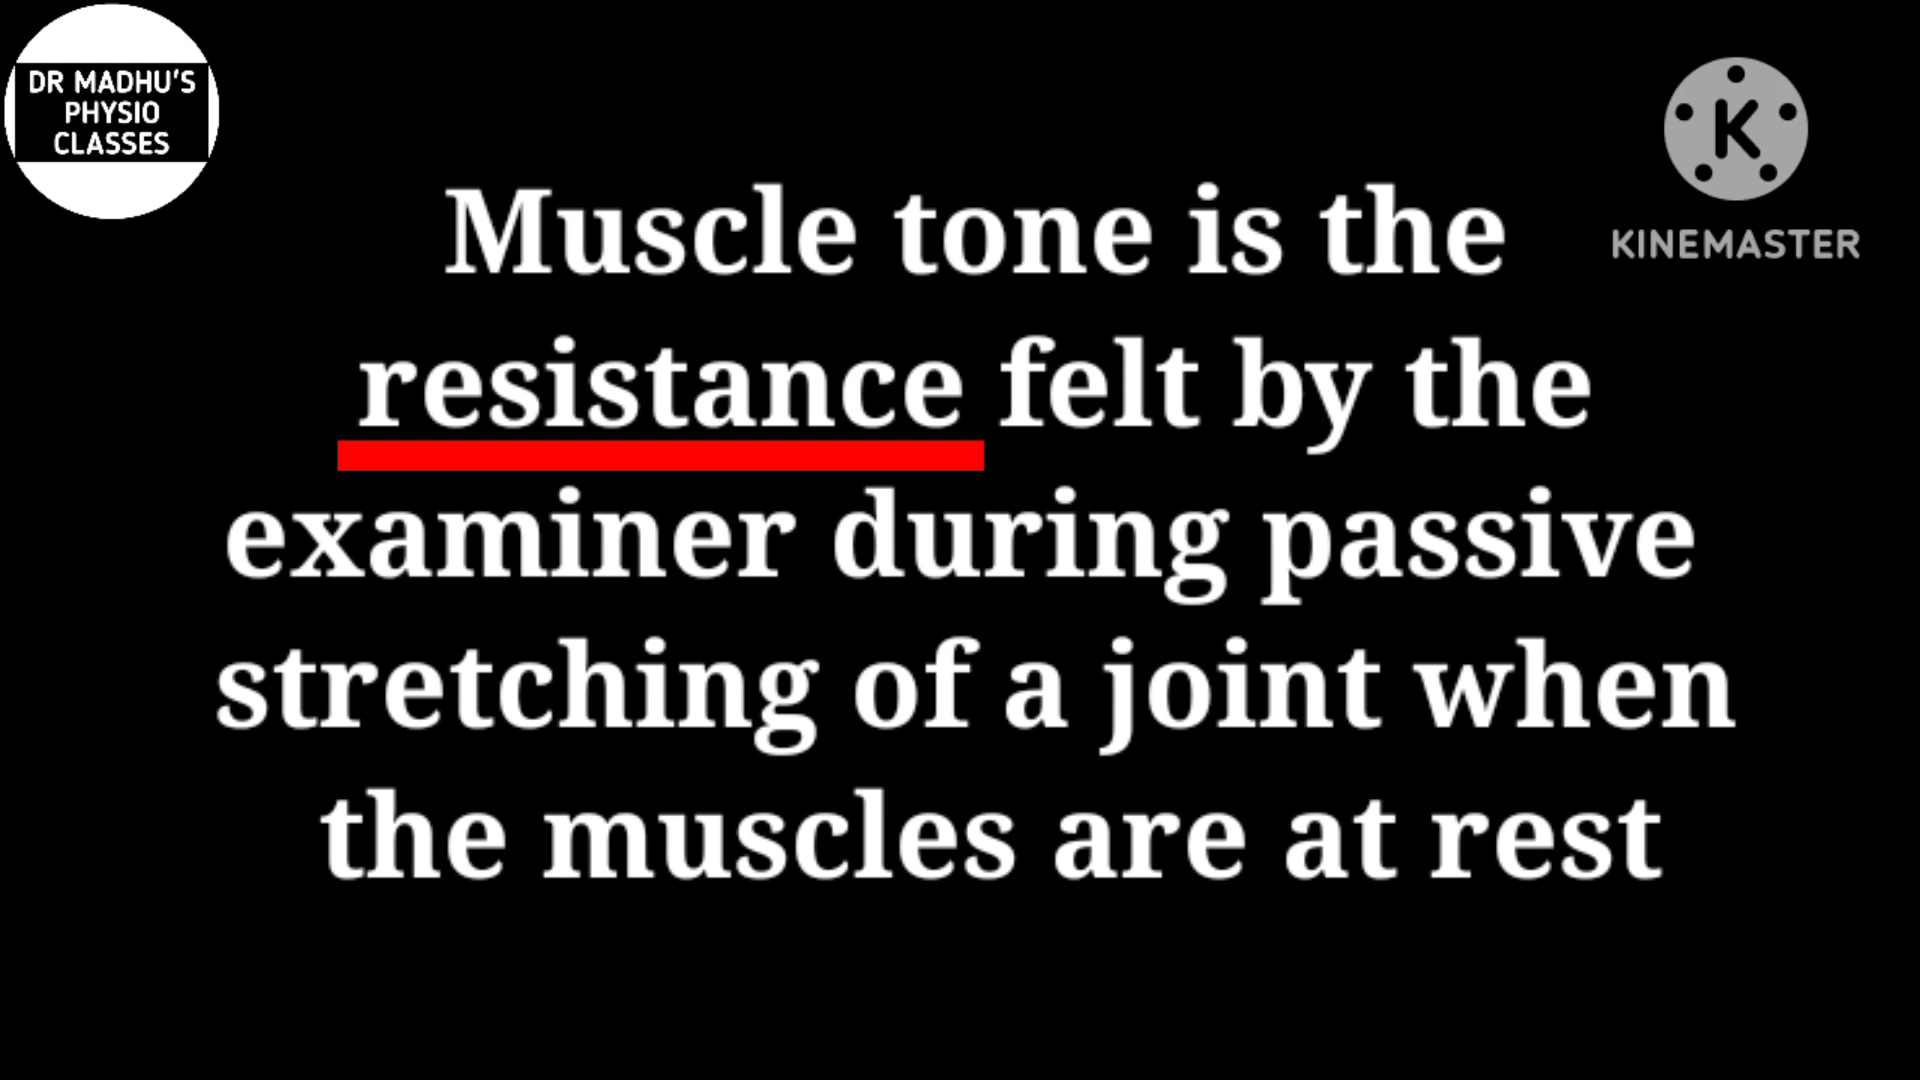 DR MADHU'S
PHYSIO
CLASSES
K
KINEMASTER
Muscle tone is the
resistance felt by the
examiner during passive
stretching of a joint when
the muscles are at rest